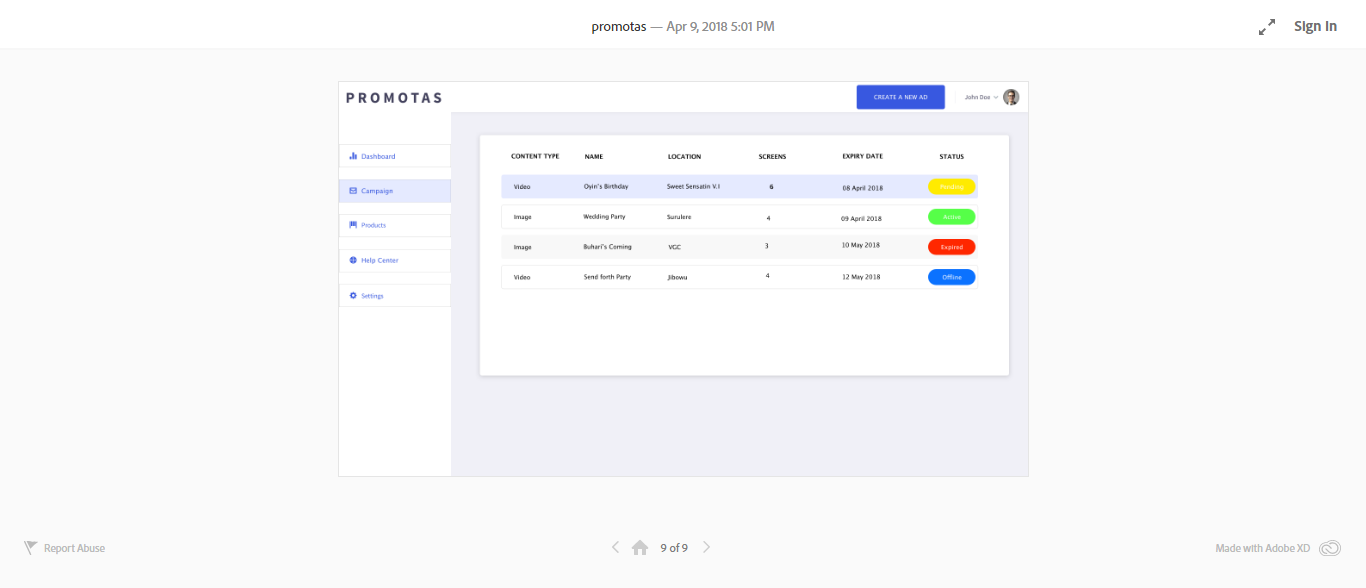 promotas — Apr 9, 2018 5:01 PM
Sign In
PROMOTAS
CREATE A NEW AD
John Doe
Dashboard
Campaign
Products
Help Center
Settings
CONTENT TYPE NAME LOCATION SCREENS EXPIRY DATE STATUS
Video Oyin's Birthday Sweet Sensatin V.I 6 08 April 2018 Pending
Image Wedding Party Surulere 4 09 April 2018 Active
Image Buhari's Coming VGC 3 10 May 2018 Expired
Video Send forth Party Jibowu 4 12 May 2018 Offline
Report Abuse
9 of 9
Made with Adobe XD